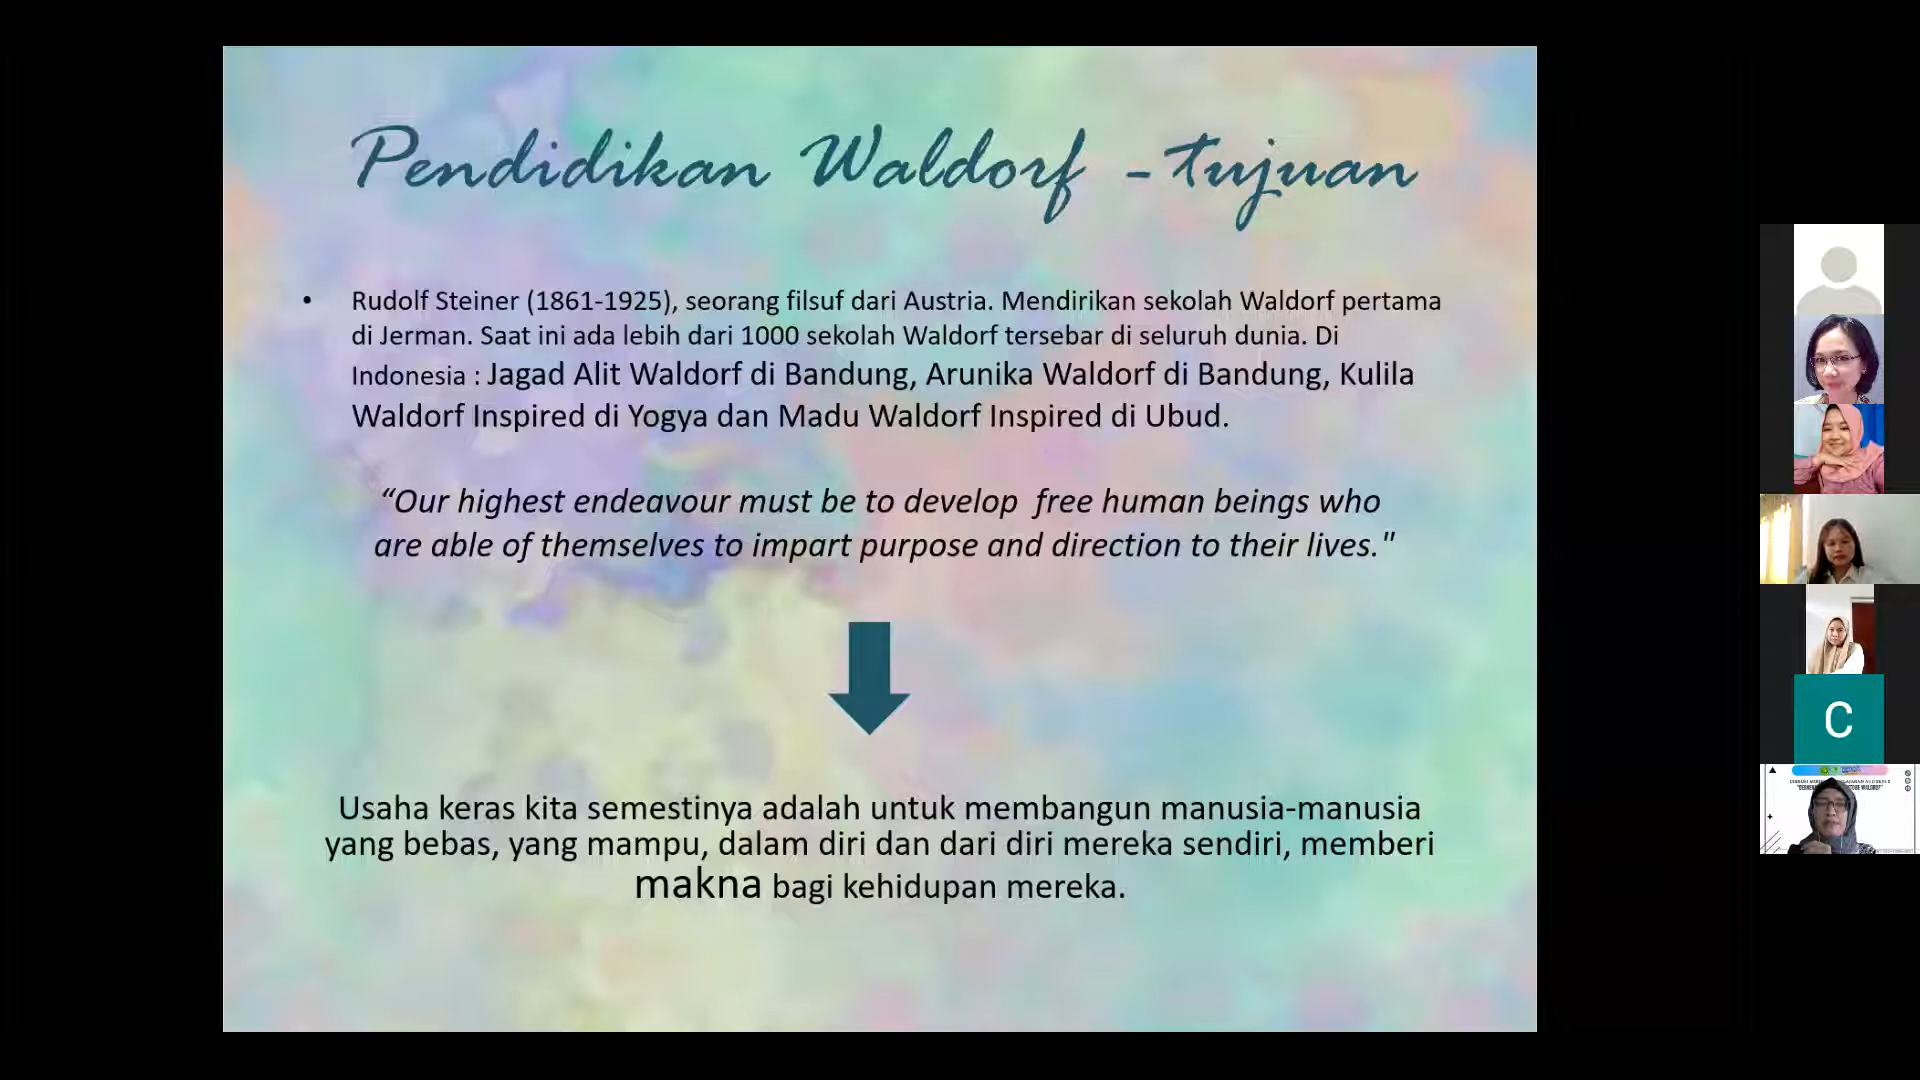 Pendidikan Waldorf - tujuan
• Rudolf Steiner (1861-1925), seorang filsuf dari Austria. Mendirikan sekolah Waldorf pertama
di Jerman. Saat ini ada lebih dari 1000 sekolah Waldorf tersebar di seluruh dunia. Di
Indonesia : Jagad Alit Waldorf di Bandung, Arunika Waldorf di Bandung, Kulila
Waldorf Inspired di Yogya dan Madu Waldorf Inspired di Ubud.
“Our highest endeavour must be to develop free human beings who
are able of themselves to impart purpose and direction to their lives."
Usaha keras kita semestinya adalah untuk membangun manusia-manusia
yang bebas, yang mampu, dalam diri dan dari diri mereka sendiri, memberi
makna bagi kehidupan mereka.
C